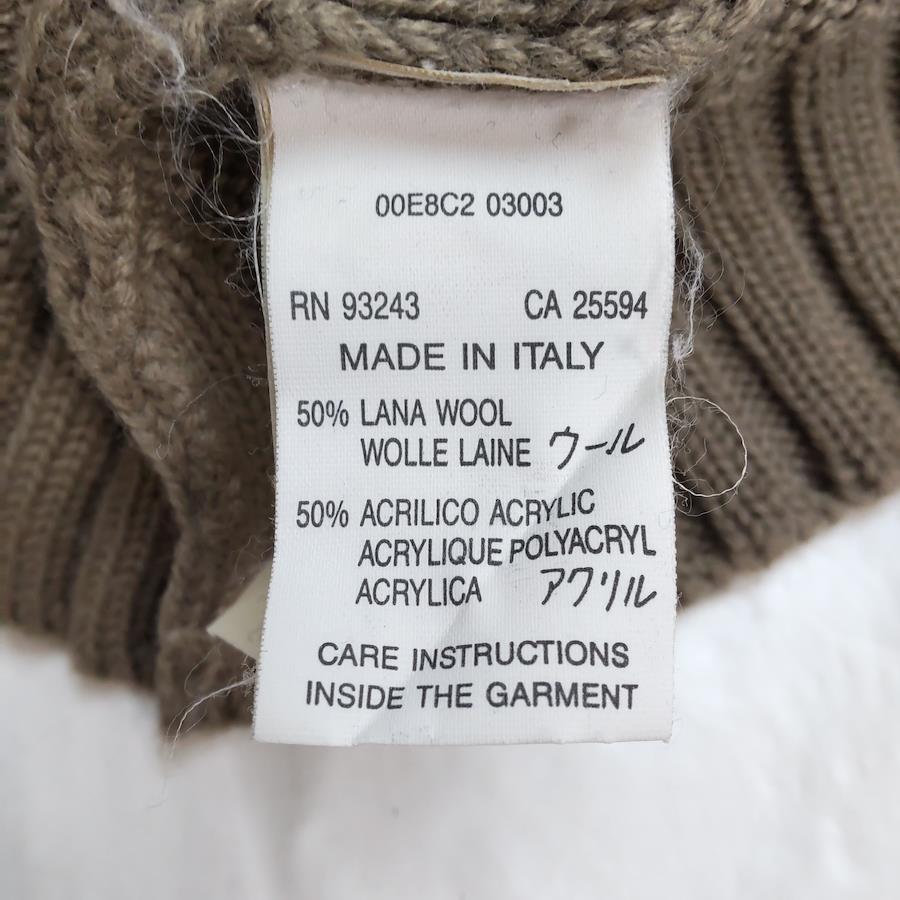 00E8C2 03003
RN 93243 CA 25594
MADE IN ITALY
50% LANA WOOL
WOLLE LAINE ウール
50% ACRILICO ACRYLIC
ACRYLIQUE POLYACRYL
ACRYLICA アクリル
CARE INSTRUCTIONS
INSIDE THE GARMENT